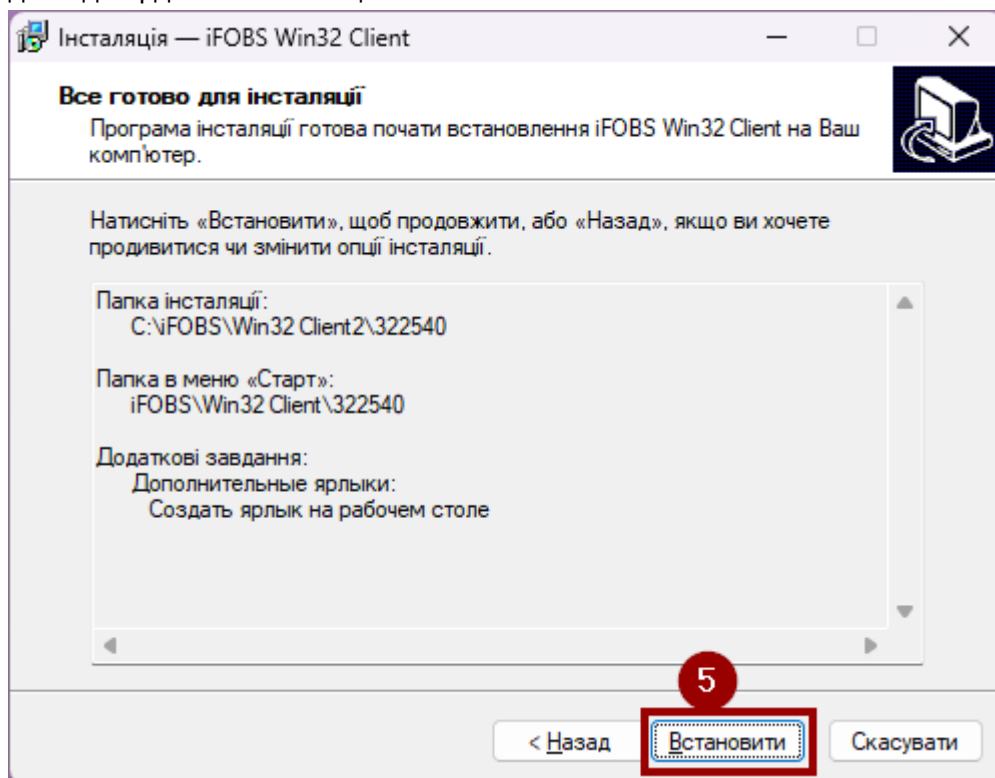 Інсталяція — iFOBS Win32 Client
Все готово для інсталяції
Програма інсталяції готова почати встановлення iFOBS Win32 Client на Ваш
комп'ютер.
Натисніть «Встановити», щоб продовжити, або «Назад», якщо ви хочете
продивитися чи змінити опції інсталяції.
Папка інсталяції:
C:\iFOBS\Win32 Client2\322540
Папка в меню «Старт»:
iFOBS\Win32 Client\322540
Додаткові завдання:
Дополнительные ярлыки:
Создать ярлык на рабочем столе
5
< Назад
Встановити
Скасувати